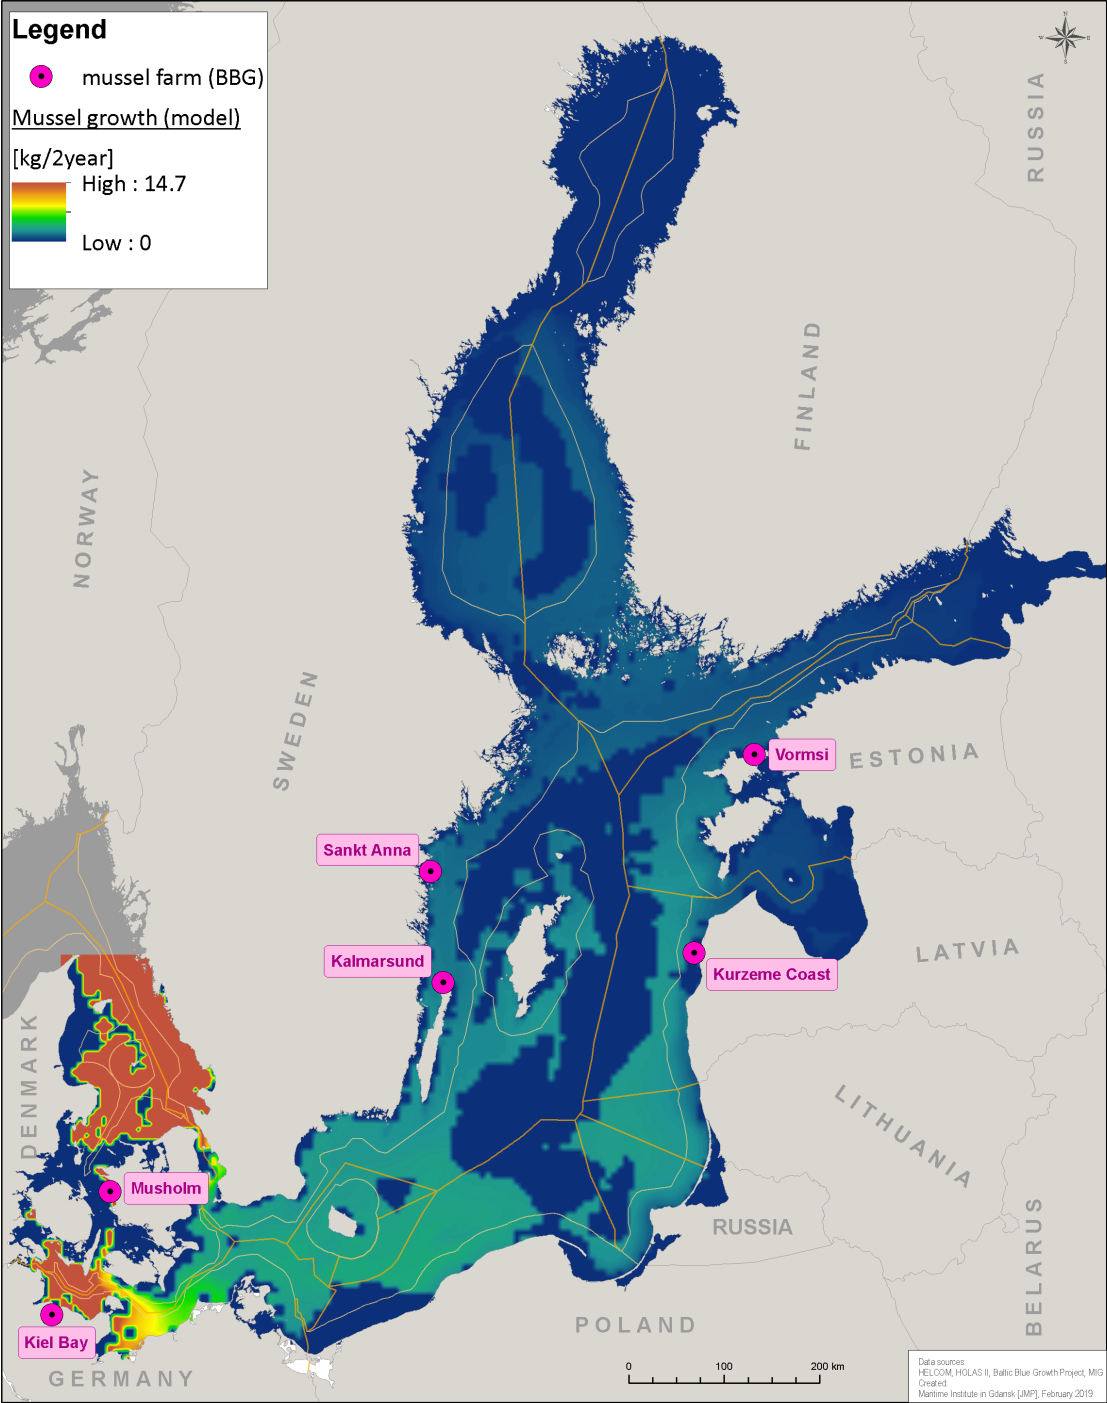 Legend
mussel farm (BBG)
Mussel growth (model)
[kg/2year]
High : 14.7
Low : 0
N
W
E
S
RUSSIA
FINLAND
NORWAY
SWEDEN
Vormsi
ESTONIA
Sankt Anna
Kalmarsund
Kurzeme Coast
LATVIA
DENMARK
LITHUANIA
Musholm
RUSSIA
BELARUS
Kiel Bay
POLAND
GERMANY
0 100 200 km
Data sources:
HELCOM, HOLAS II, Baltic Blue Growth Project, MIG
Created
Maritime Institute in Gdansk [JMP], February 2019